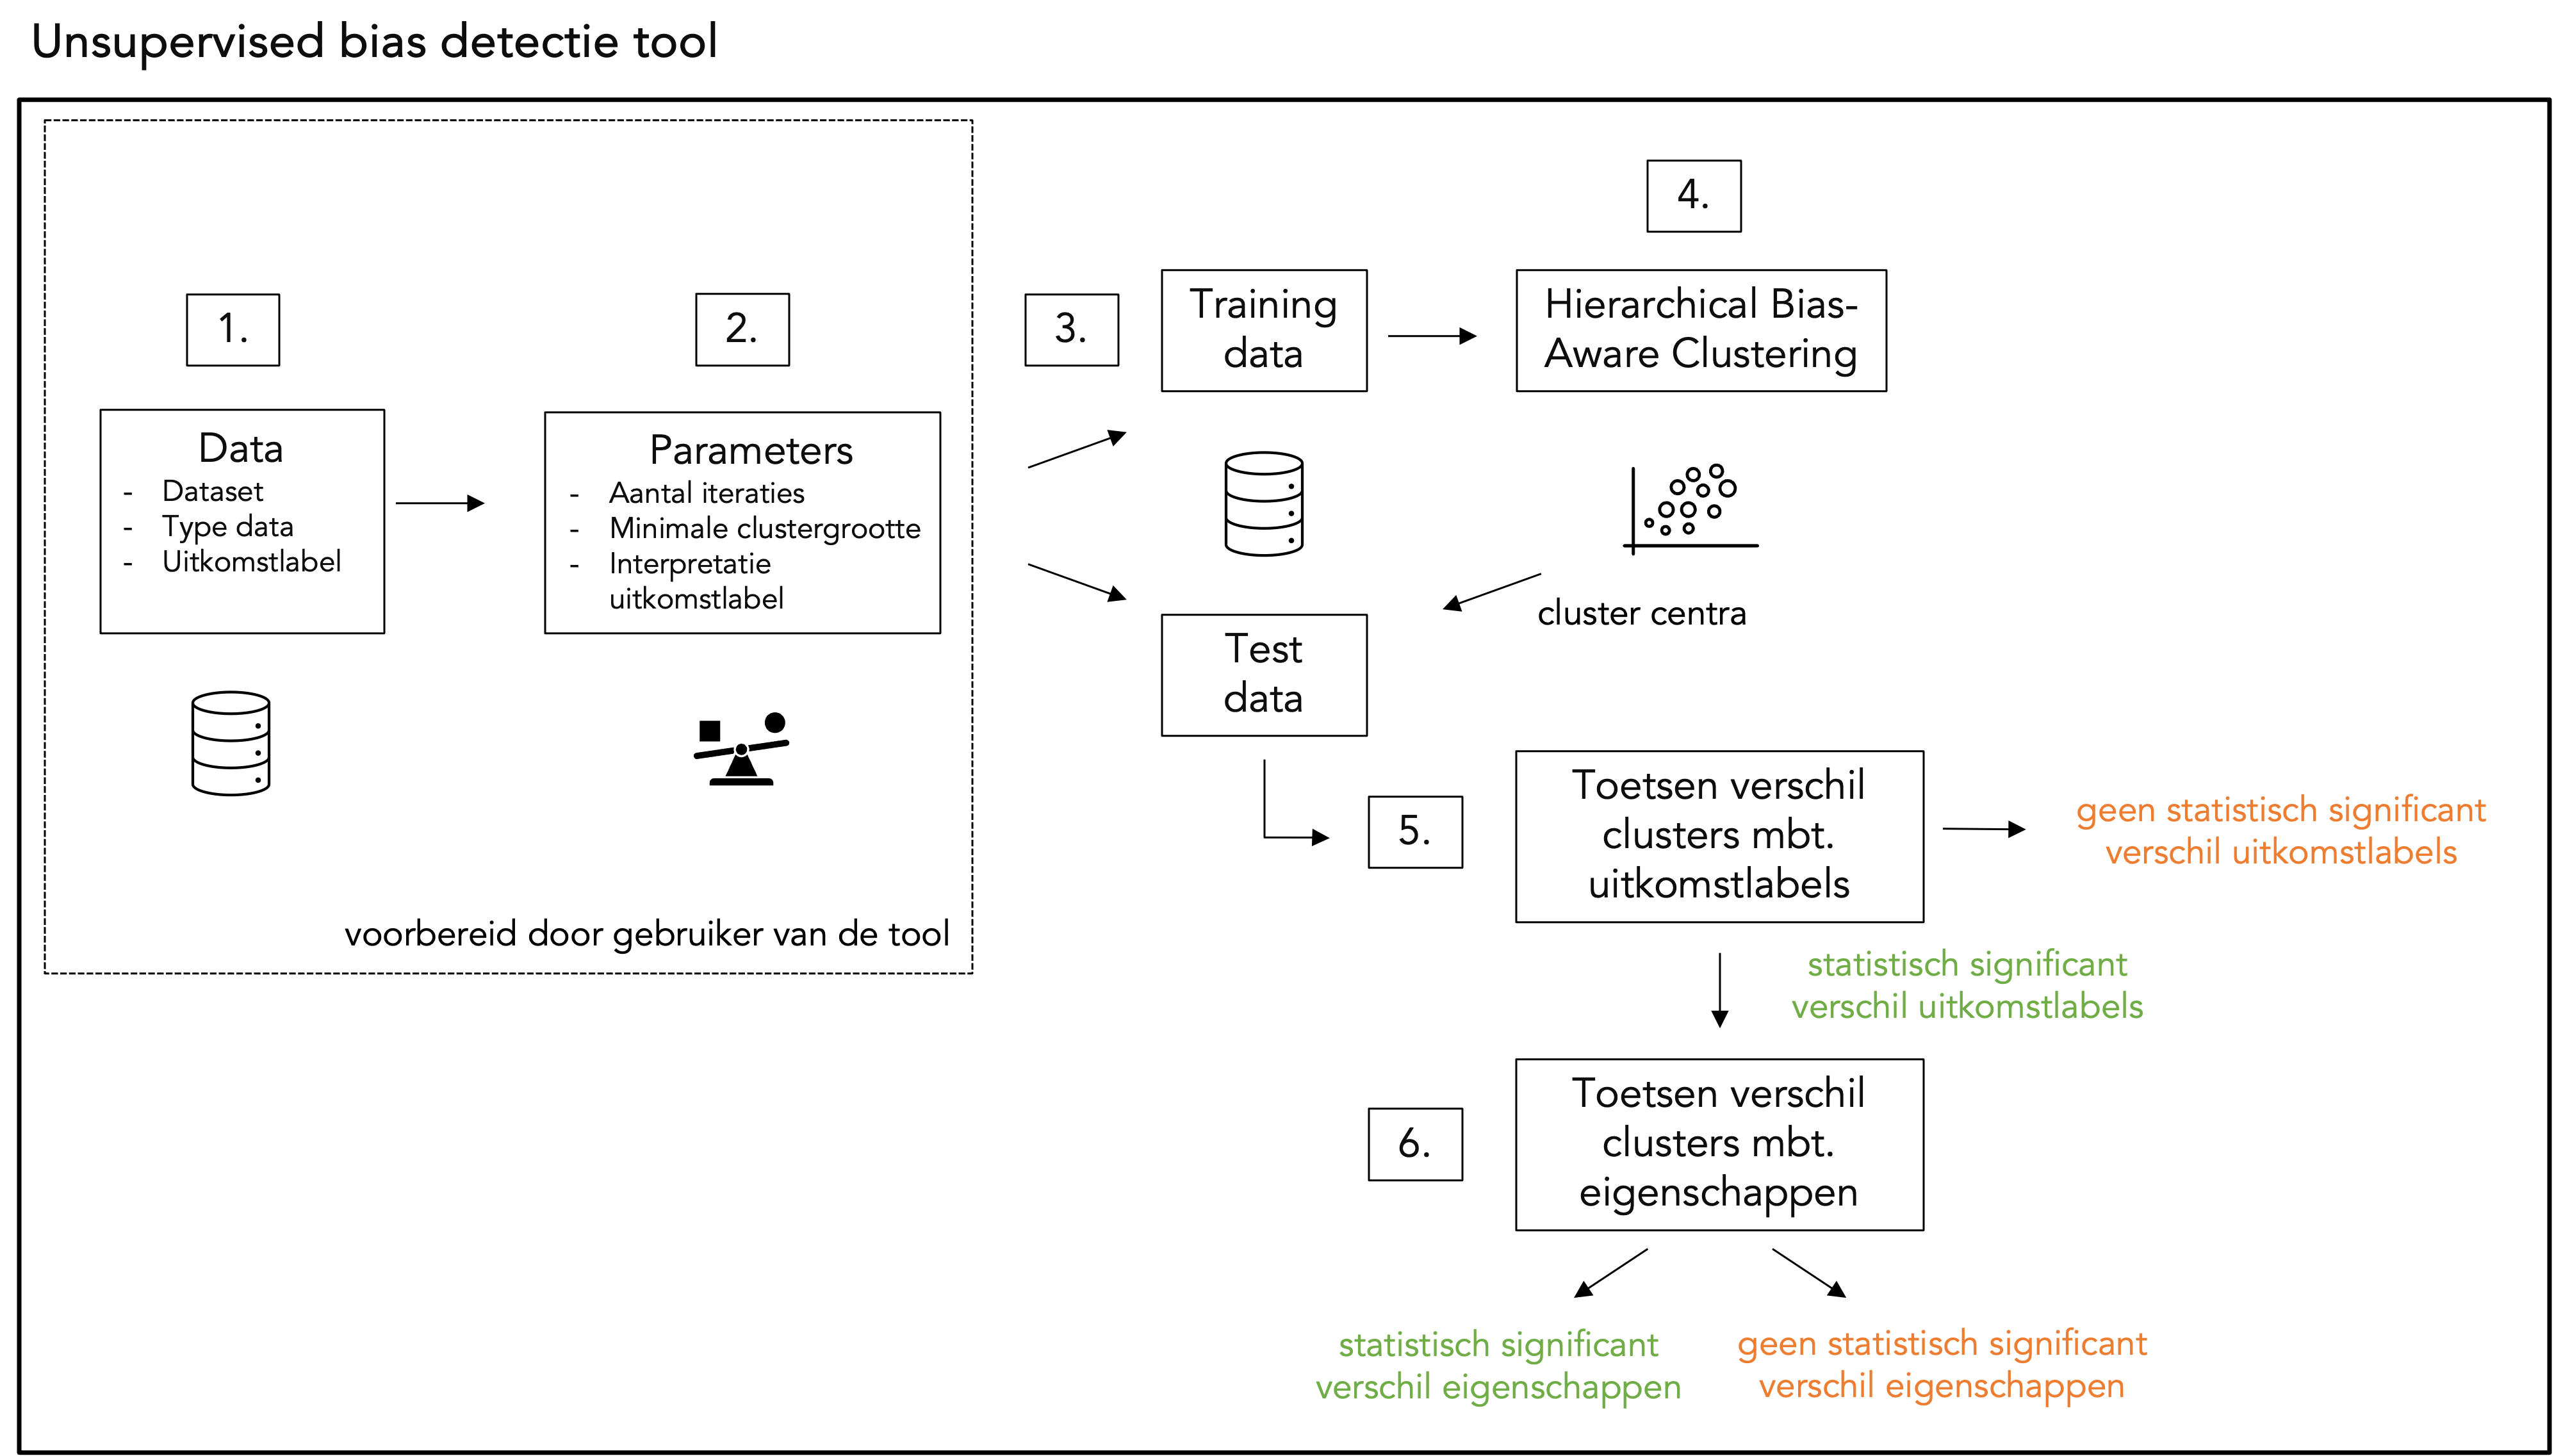 Unsupervised bias detectie tool
1.
Data
- Dataset
- Type data
- Uitkomstlabel
2.
Parameters
- Aantal iteraties
- Minimale clustergrootte
- Interpretatie
uitkomstlabel
voorbereid door gebruiker van de tool
3.
Training
data
Test
data
4.
Hierarchical Bias-
Aware Clustering
cluster centra
5.
Toetsen verschil
clusters mbt.
uitkomstlabels
geen statistisch significant
verschil uitkomstlabels
statistisch significant
verschil uitkomstlabels
6.
Toetsen verschil
clusters mbt.
eigenschappen
statistisch significant
verschil eigenschappen
geen statistisch significant
verschil eigenschappen